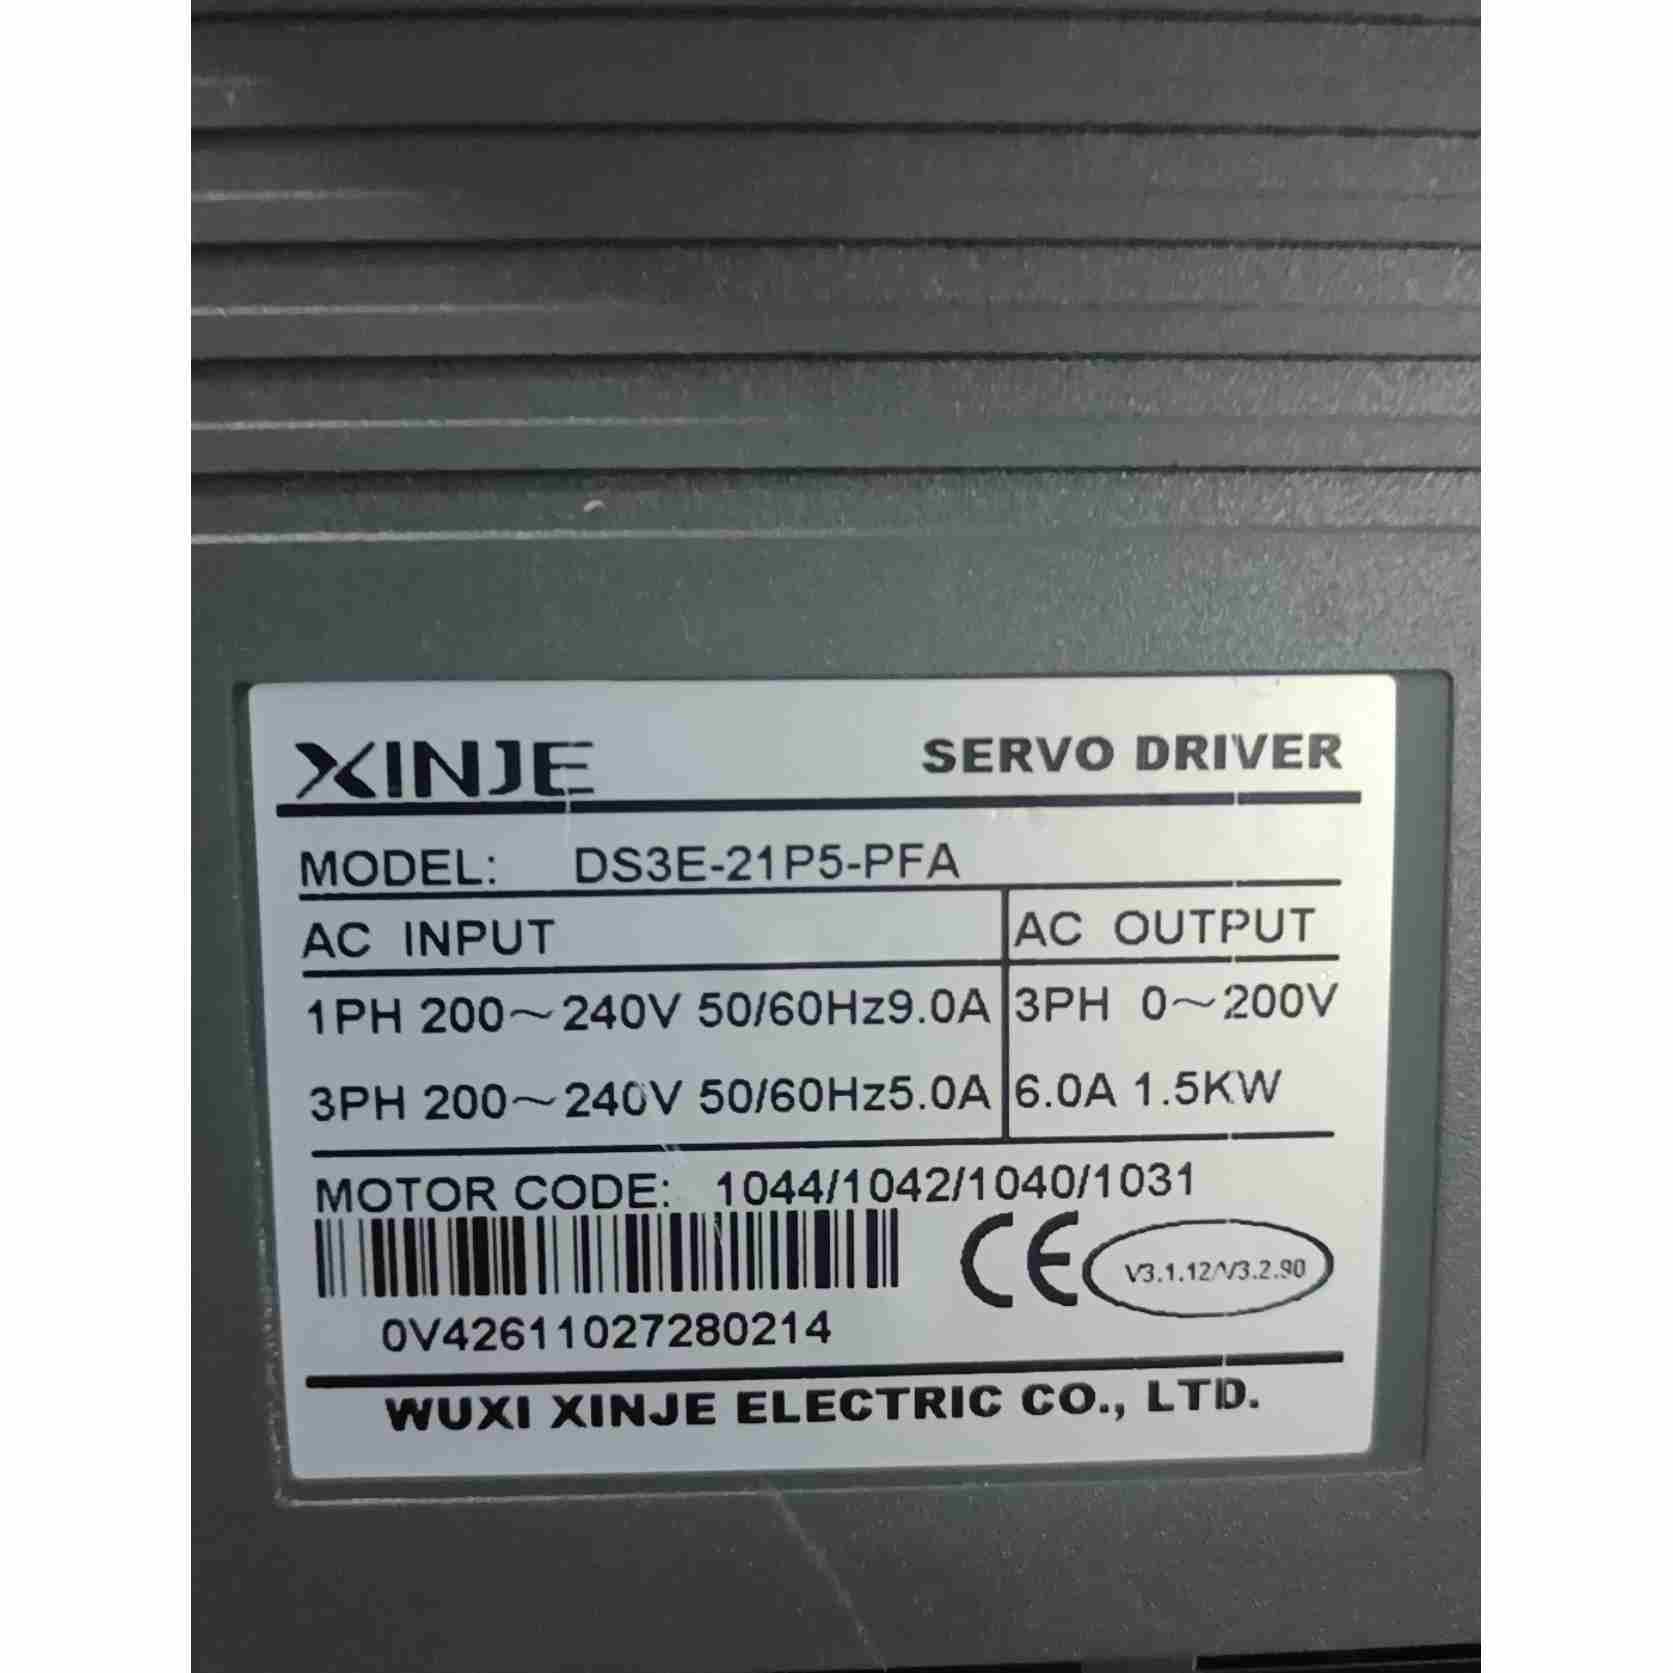 XINJE SERVO DRIVER
MODEL: DS3E-21P5-PFA
AC INPUT AC OUTPUT
1PH 200～240V 50/60Hz9.0A 3PH 0～200V
3PH 200～240V 50/60Hz5.0A 6.0A 1.5KW
MOTOR CODE: 1044/1042/1040/1031
CE V3.1.12/V3.2.90
0V42611027280214
WUXI XINJE ELECTRIC CO., LTD.